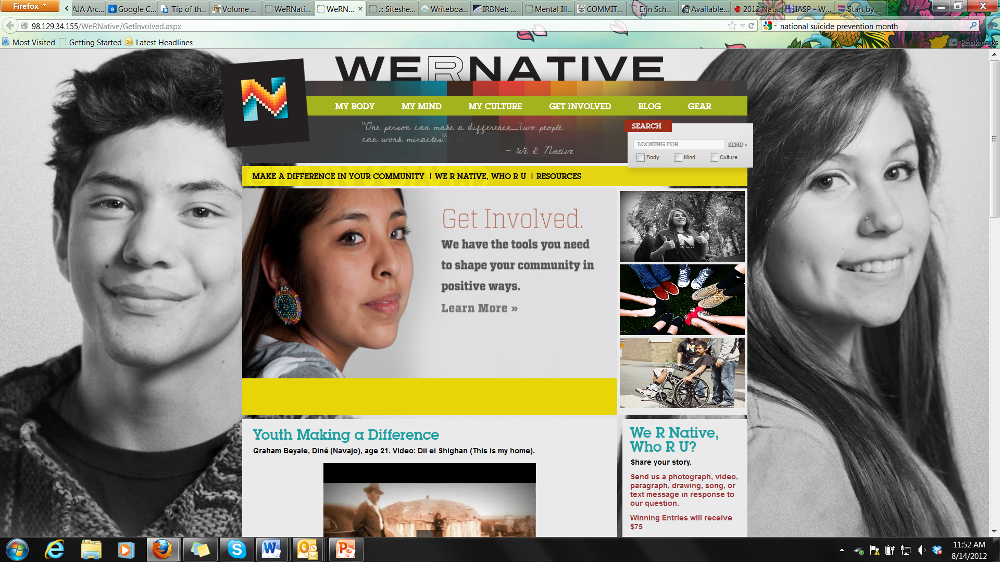 Firefox
AJA Arc...
Google C...
'Tip of th...
Volume ...
WeRNati...
WeRN...
.:: Siteshe...
Writeboa...
IRBNet: ...
Mental Ill...
COMMIT...
Erin Sch...
Available...
2012 Nat...
IASP - W...
Start by ...
98.129.34.155/WeRNative/GetInvolved.aspx
national suicide prevention month
Most Visited Getting Started Latest Headlines
Bookmarks
WERNATIVE
N
MY BODY MY MIND MY CULTURE GET INVOLVED BLOG GEAR
"One person can make a difference....Two people
can work miracles!"
- We R Native
SEARCH
LOOKING FOR... SEND »
Body Mind Culture
MAKE A DIFFERENCE IN YOUR COMMUNITY | WE R NATIVE, WHO R U | RESOURCES
Get Involved.
We have the tools you need
to shape your community in
positive ways.
Learn More »
Youth Making a Difference
Graham Beyale, Diné (Navajo), age 21. Video: Dii ei Shighan (This is my home).
We R Native,
Who R U?
Share your story.
Send us a photograph, video,
paragraph, drawing, song, or
text message in response to
our question.
Winning Entries will receive
$75
11:52 AM
8/14/2012